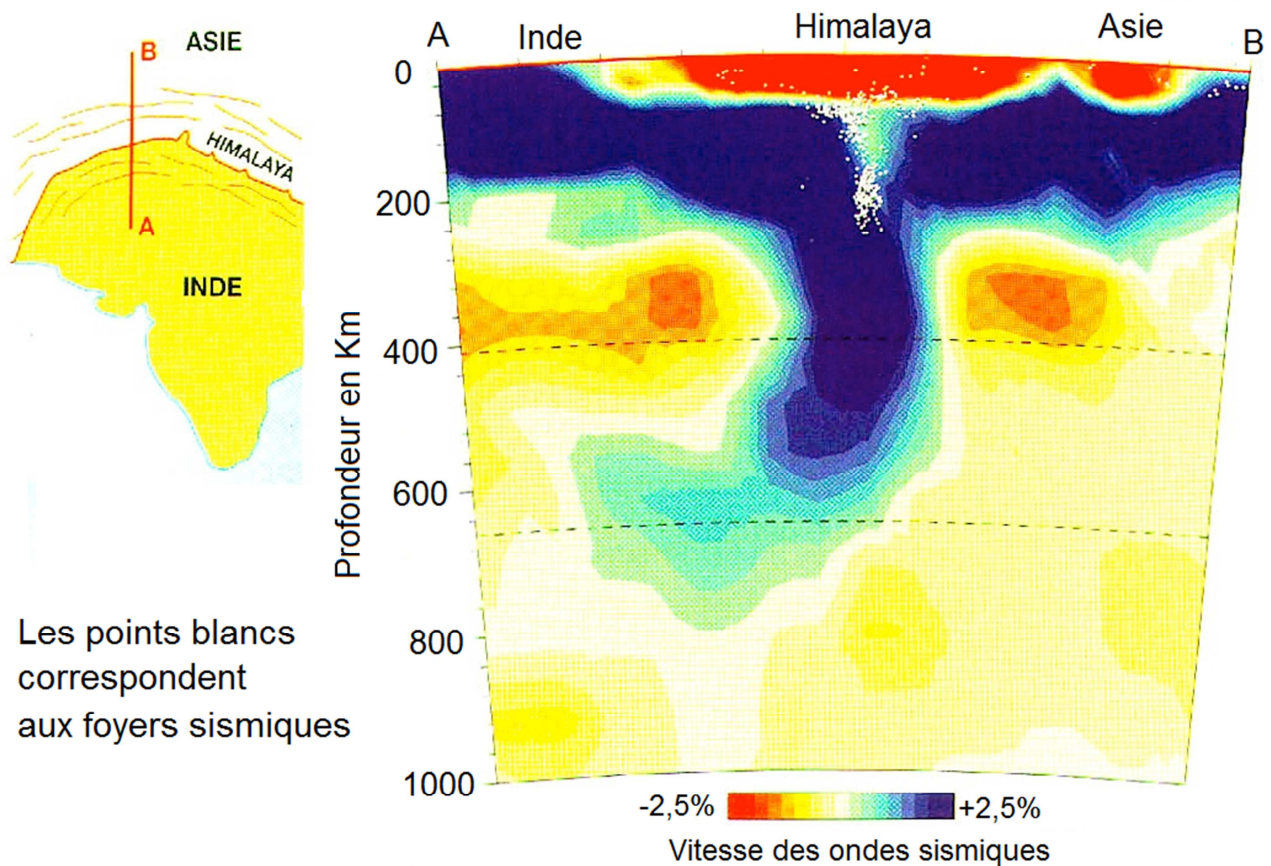 B
ASIE
HIMALAYA
A
INDE
Les points blancs
correspondent
aux foyers sismiques
A
Inde
Himalaya
Asie
B
Profondeur en Km
0
200
400
600
800
1000
-2,5%
+2,5%
Vitesse des ondes sismiques